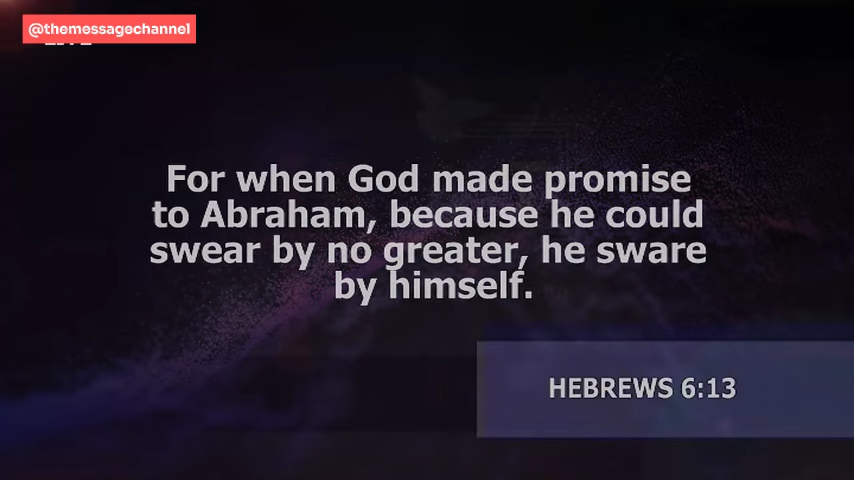 @themessagechannel
For when God made promise
to Abraham, because he could
swear by no greater, he sware
by himself.
HEBREWS 6:13